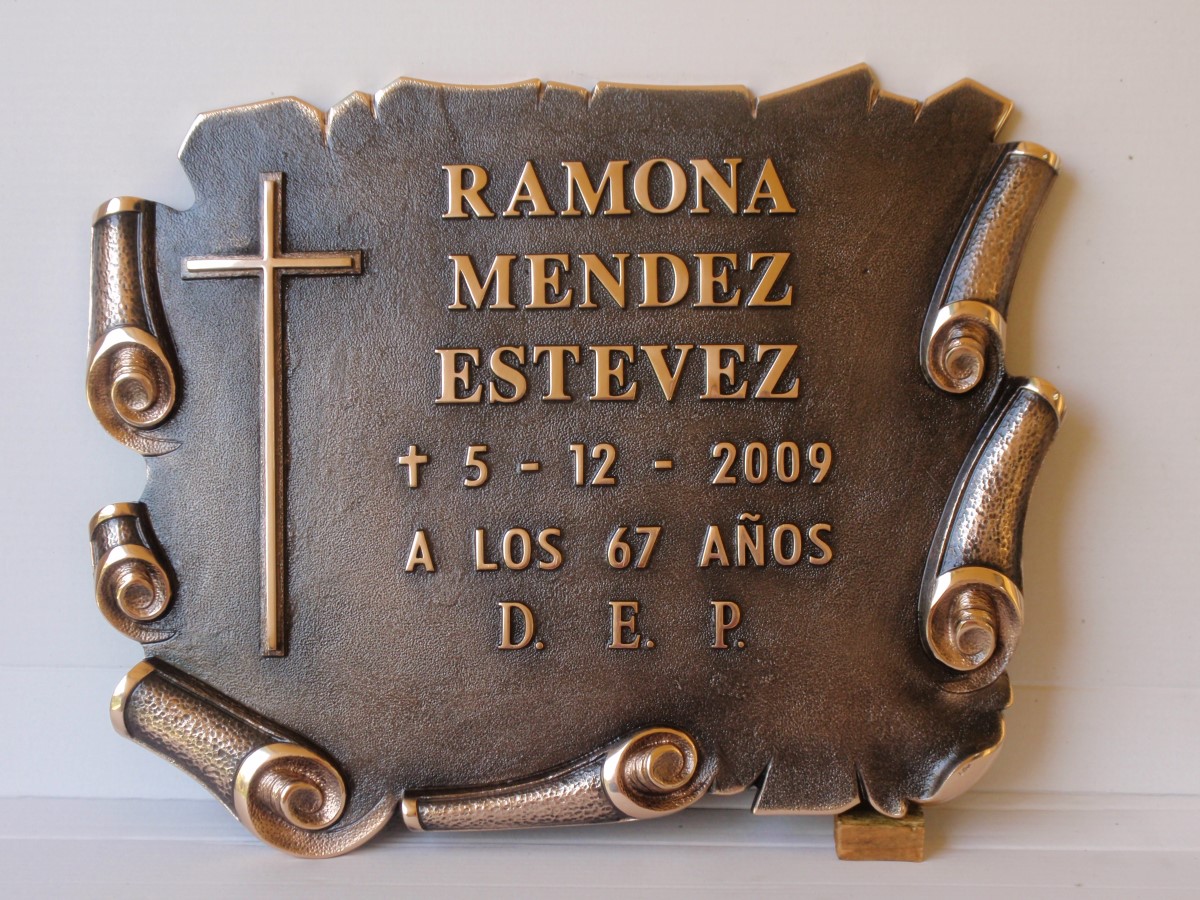 RAMONA
MENDEZ
ESTEVEZ
✝ 5 - 12 - 2009
A LOS 67 AÑOS
D. E. P.